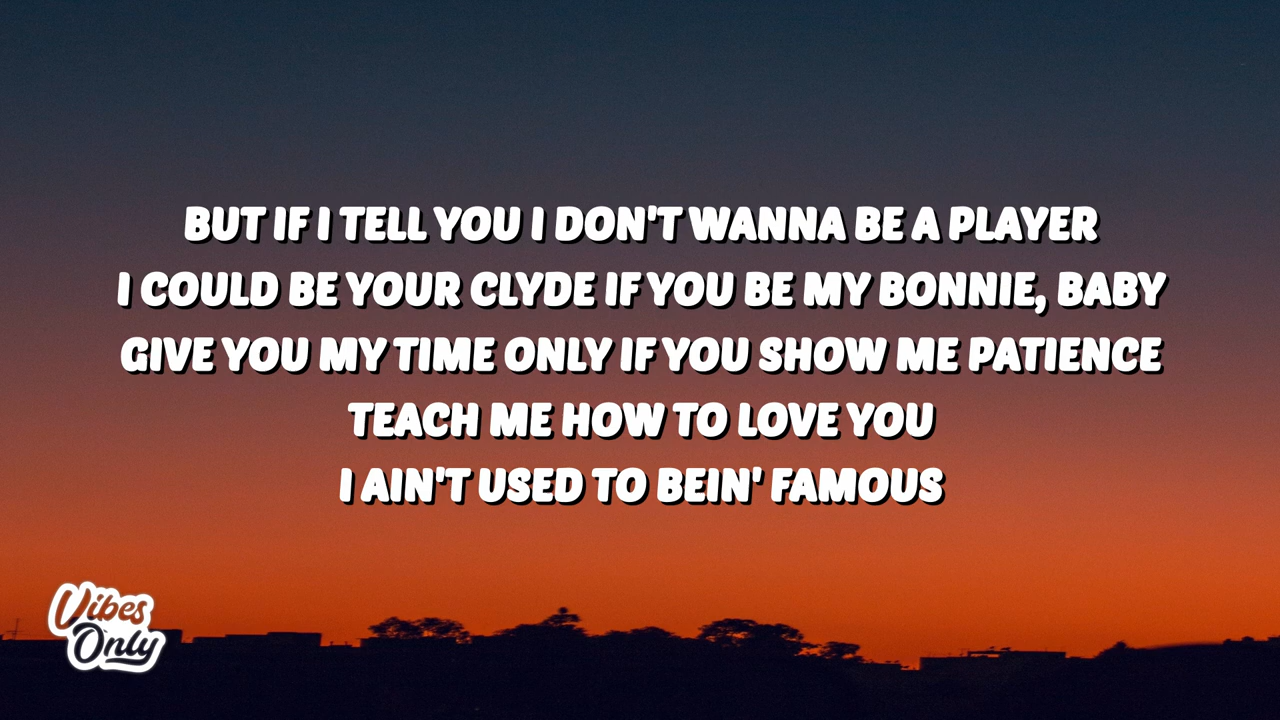 BUT IF I TELL YOU I DON'T WANNA BE A PLAYER
I COULD BE YOUR CLYDE IF YOU BE MY BONNIE, BABY
GIVE YOU MY TIME ONLY IF YOU SHOW ME PATIENCE
TEACH ME HOW TO LOVE YOU
I AIN'T USED TO BEIN' FAMOUS
Vibes
Only